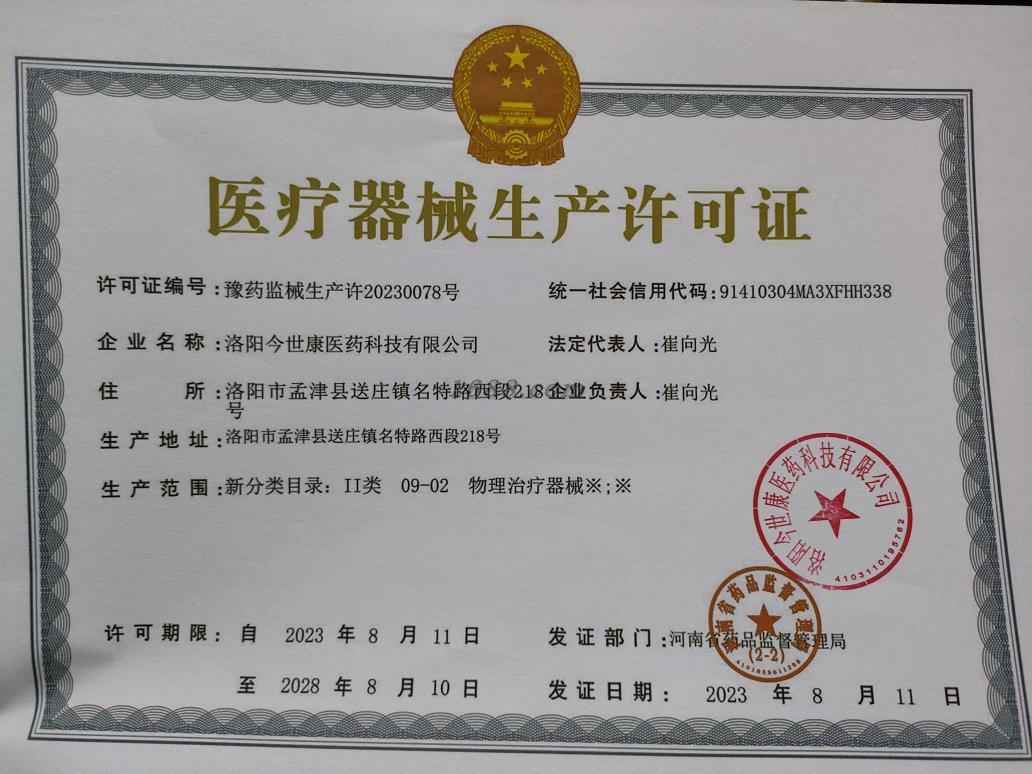 医疗器械生产许可证
许可证编号：豫药监械生产许20230078号
统一社会信用代码：91410304MA3XFHH338
企业名称：洛阳今世康医药科技有限公司
法定代表人：崔向光
住所：洛阳市孟津县送庄镇名特路西段218号
企业负责人：崔向光
生产地址：洛阳市孟津县送庄镇名特路西段218号
生产范围：新分类目录：II类 09-02 物理治疗器械※;※
洛阳今世康医药科技有限公司
4103110195762
许可期限：自 2023 年 8 月 11 日
发证部门：河南省药品监督管理局
河南省药品监督管理局
(2-2)
至 2028 年 8 月 10 日
发证日期：2023 年 8 月 11 日